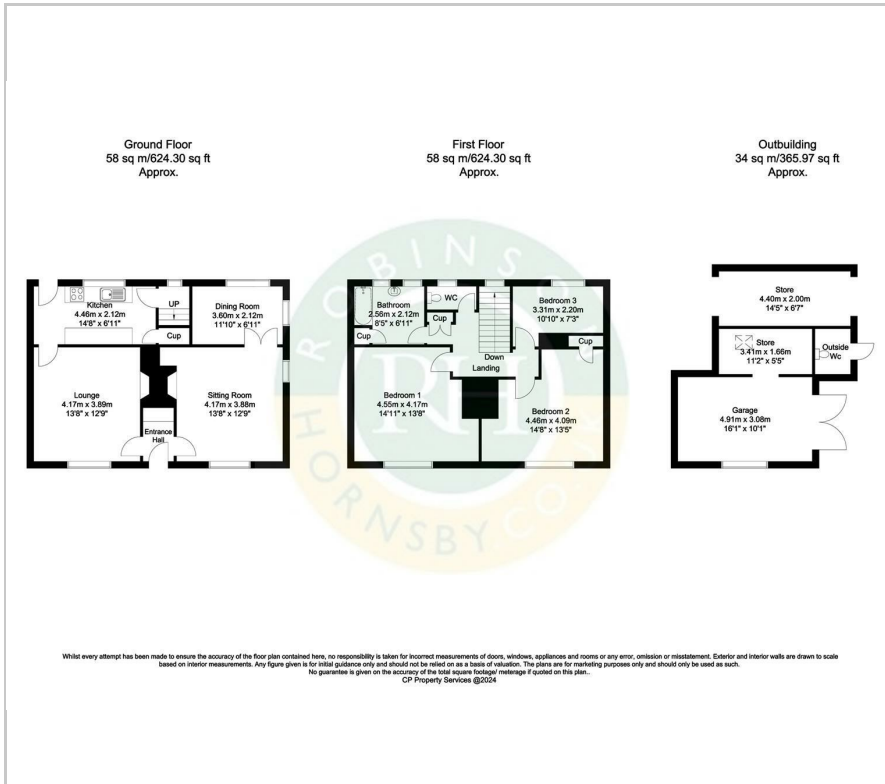 Ground Floor
58 sq m/624.30 sq ft
Approx.
Kitchen
4.46m x 2.12m
14'8" x 6'11"
UP
Dining Room
3.60m x 2.12m
11'10" x 6'11"
Cup
Lounge
4.17m x 3.89m
13'8" x 12'9"
Sitting Room
4.17m x 3.88m
13'8" x 12'9"
Entrance
Hall
First Floor
58 sq m/624.30 sq ft
Approx.
Bathroom
2.56m x 2.12m
8'5" x 6'11"
WC
Cup
Cup
Bedroom 3
3.31m x 2.20m
10'10" x 7'3"
Cup
Down
Landing
Bedroom 1
4.55m x 4.17m
14'11" x 13'8"
Bedroom 2
4.46m x 4.09m
14'8" x 13'5"
Outbuilding
34 sq m/365.97 sq ft
Approx.
Store
4.40m x 2.00m
14'5" x 6'7"
Store
3.41m x 1.66m
11'2" x 5'5"
Outside
Wc
Garage
4.91m x 3.08m
16'1" x 10'1"
ROBINSON
RH
HORNSBY.CO.UK
Whilst every attempt has been made to ensure the accuracy of the floor plan contained here, no responsibility is taken for incorrect measurements of doors, windows, appliances and rooms or any error, omission or misstatement. Exterior and interior walls are drawn to scale
based on interior measurements. Any figure given is for initial guidance only and should not be relied on as a basis of valuation. The plans are for marketing purposes only and should only be used as such.
No guarantee is given on the accuracy of the total square footage/ meterage if quoted on this plan..
CP Property Services @2024